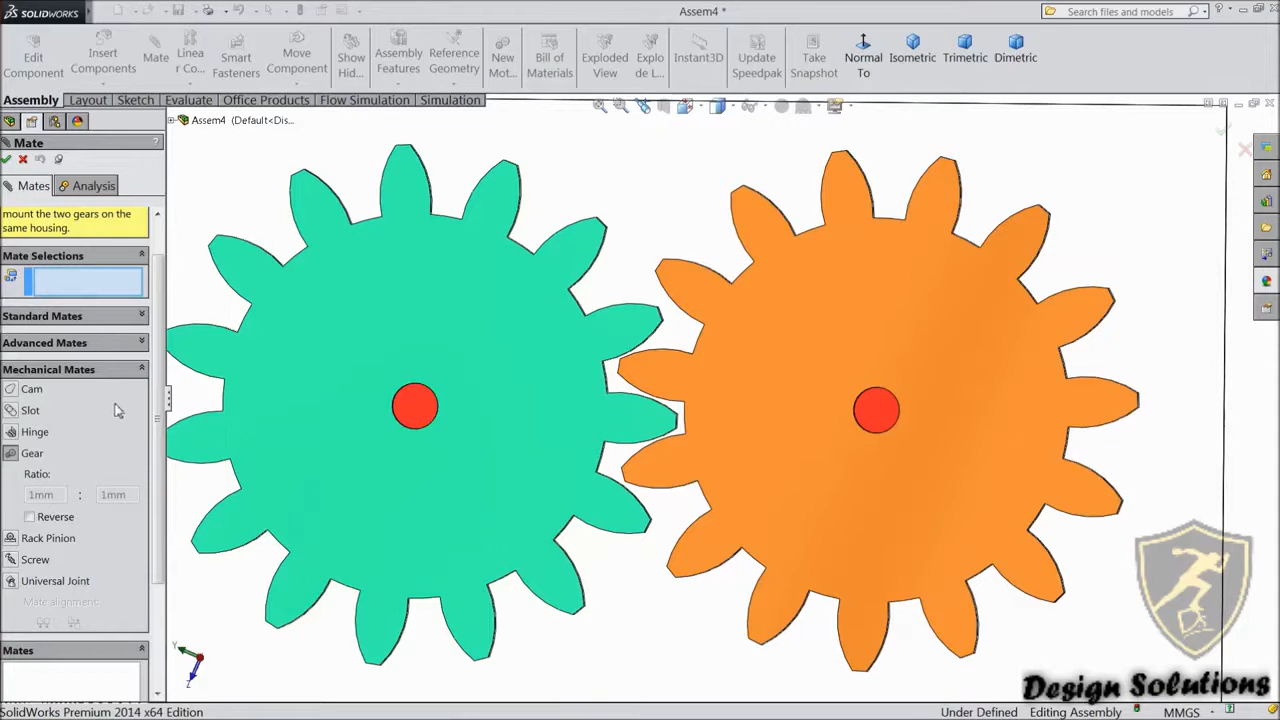 SOLIDWORKS
Assem4 *
Search files and models
Edit
Component
Insert
Components
Mate
Linea
r Co...
Smart
Fasteners
Move
Component
Show
Hid...
Assembly
Features
Reference
Geometry
New
Mot...
Bill of
Materials
Exploded
View
Explo
de L...
Instant3D
Update
Speedpak
Take
Snapshot
Normal
To
Isometric
Trimetric
Dimetric
Assembly
Layout
Sketch
Evaluate
Office Products
Flow Simulation
Simulation
Assem4 (Default<Dis...
Mate
?
Mates
Analysis
mount the two gears on the
same housing.
Mate Selections
Standard Mates
Advanced Mates
Mechanical Mates
Cam
Slot
Hinge
Gear
Ratio:
1mm : 1mm
Reverse
Rack Pinion
Screw
Universal Joint
Mate alignment:
Mates
Y
Z
DS
Design Solutions
SolidWorks Premium 2014 x64 Edition
Under Defined
Editing Assembly
MMGS